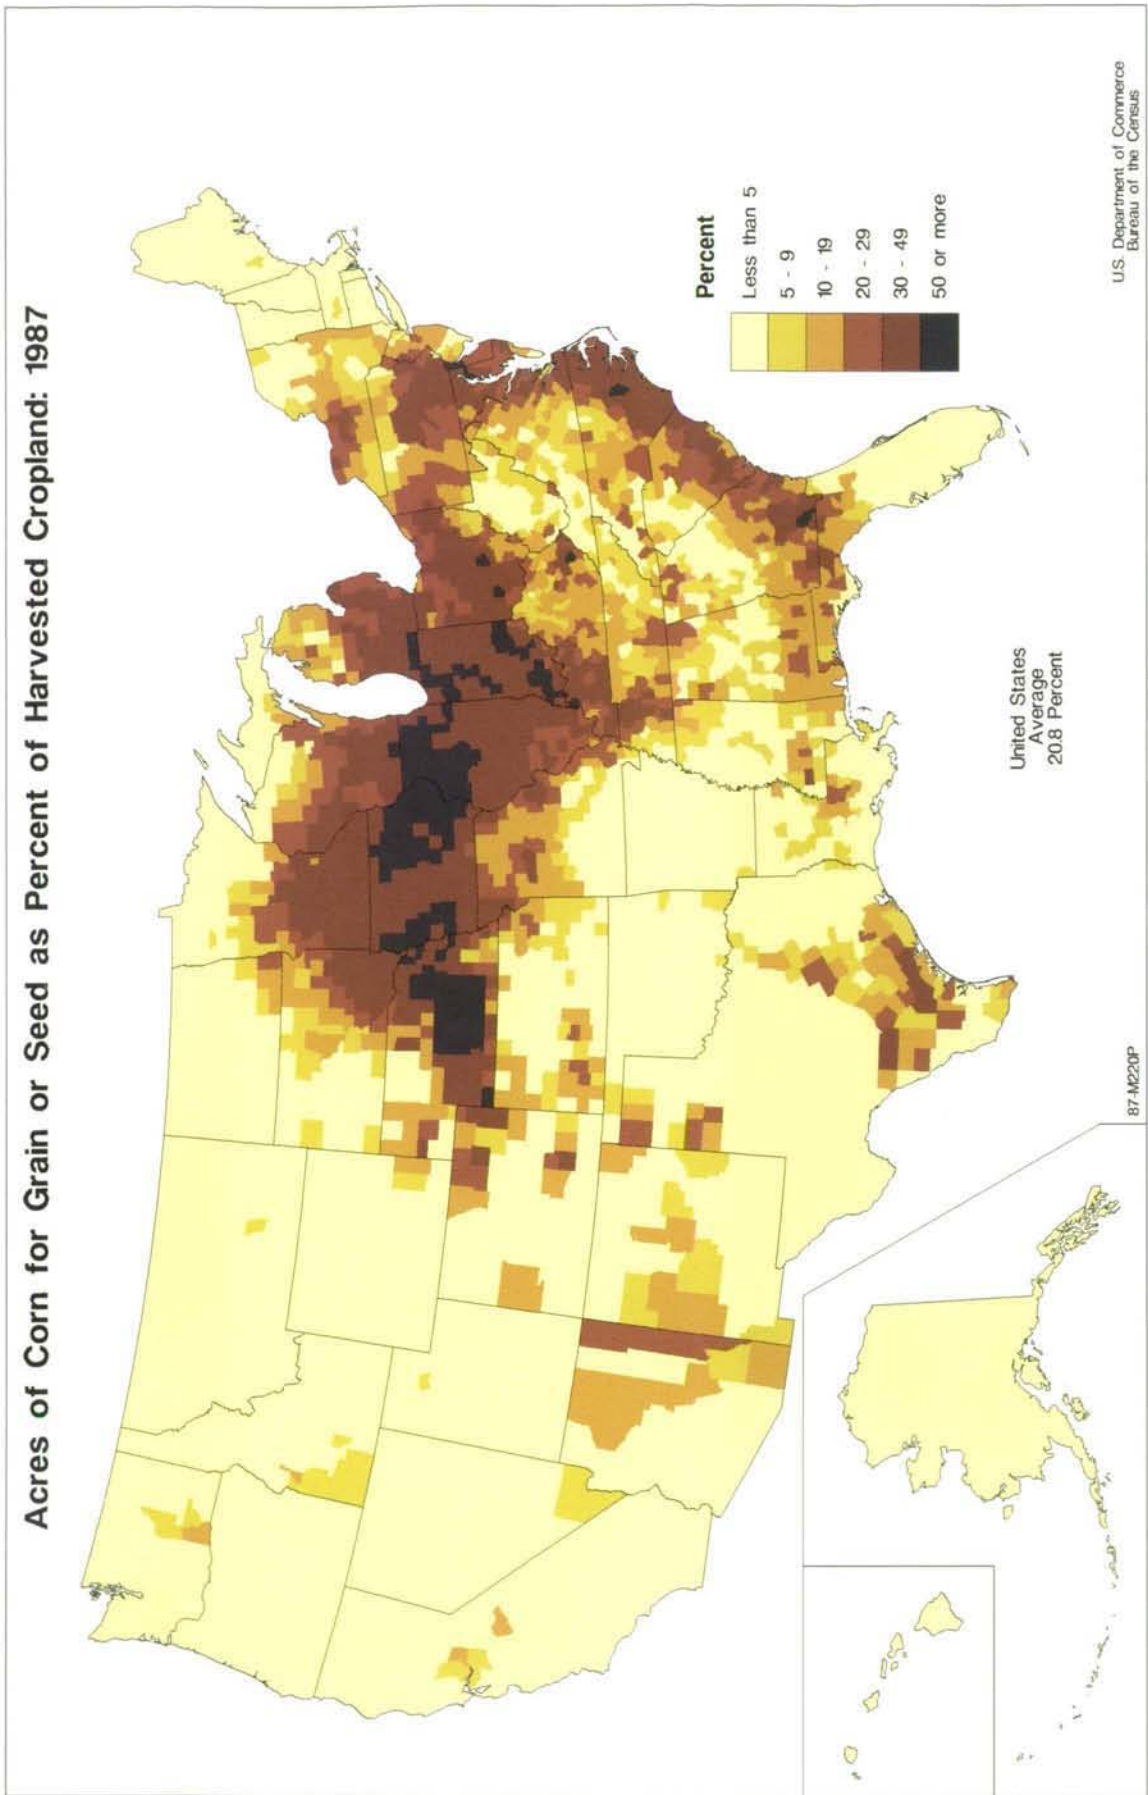 Acres of Corn for Grain or Seed as Percent of Harvested Cropland: 1987
Percent
Less than 5
5 - 9
10 - 19
20 - 29
30 - 49
50 or more
United States
Average
20.8 Percent
87-M220P
U.S. Department of Commerce
Bureau of the Census